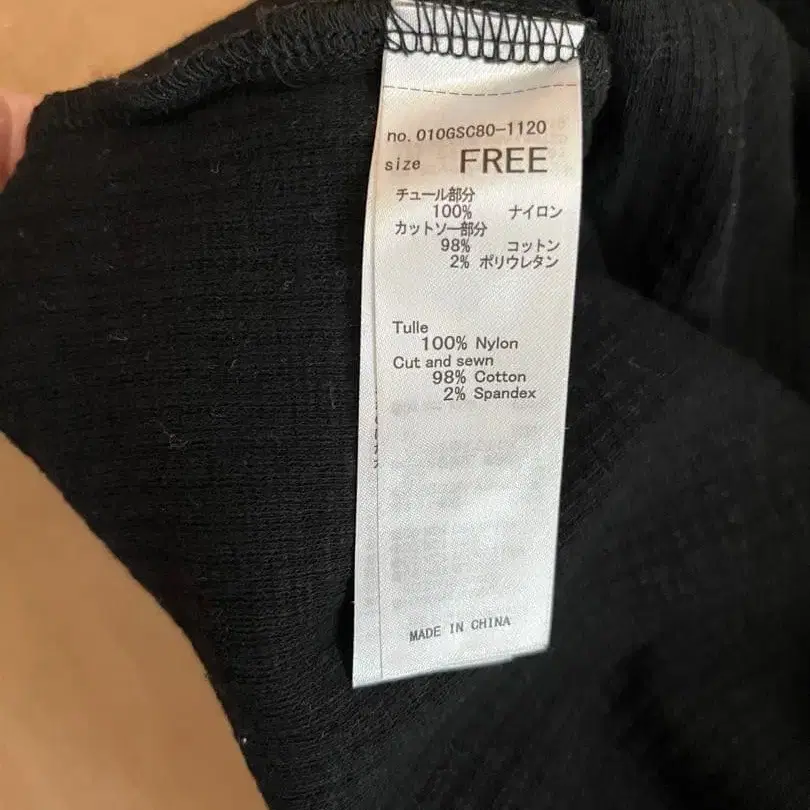 no. 010GSC80-1120
size FREE
チュール部分
100% ナイロン
カットソー部分
98% コットン
2% ポリウレタン
Tulle
100% Nylon
Cut and sewn
98% Cotton
2% Spandex
MADE IN CHINA